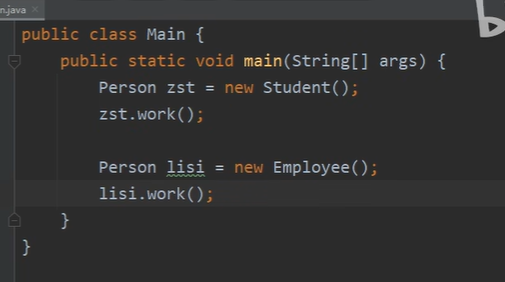 n.java
public class Main {
public static void main(String[] args) {
Person zst = new Student();
zst.work();
Person lisi = new Employee();
lisi.work();
}
}